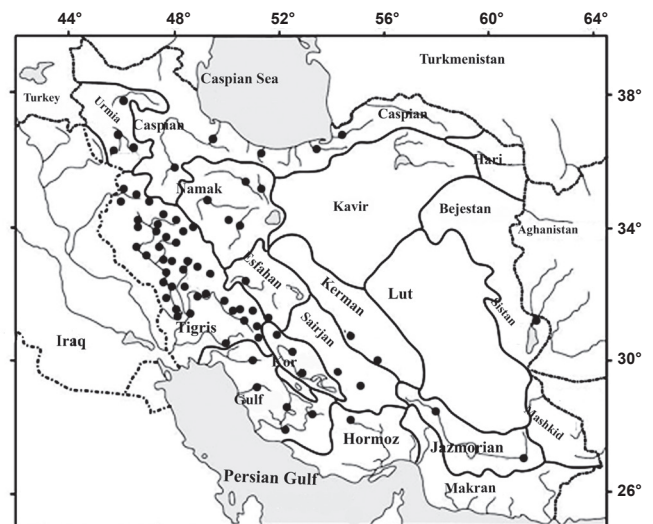 44° 48° 52° 56° 60° 64°
Turkmenistan
Caspian Sea
Turkey
38°
Urmia
Caspian
Caspian
Hari
Namak
Kavir
Bejestan
34°
Aghanistan
Esfahan
Kerman
Lut
Sistan
Sairjan
Tigris
Iraq
30°
Kor
Gulf
Mashkid
Hormoz
Jazmorian
Persian Gulf
Makran
26°